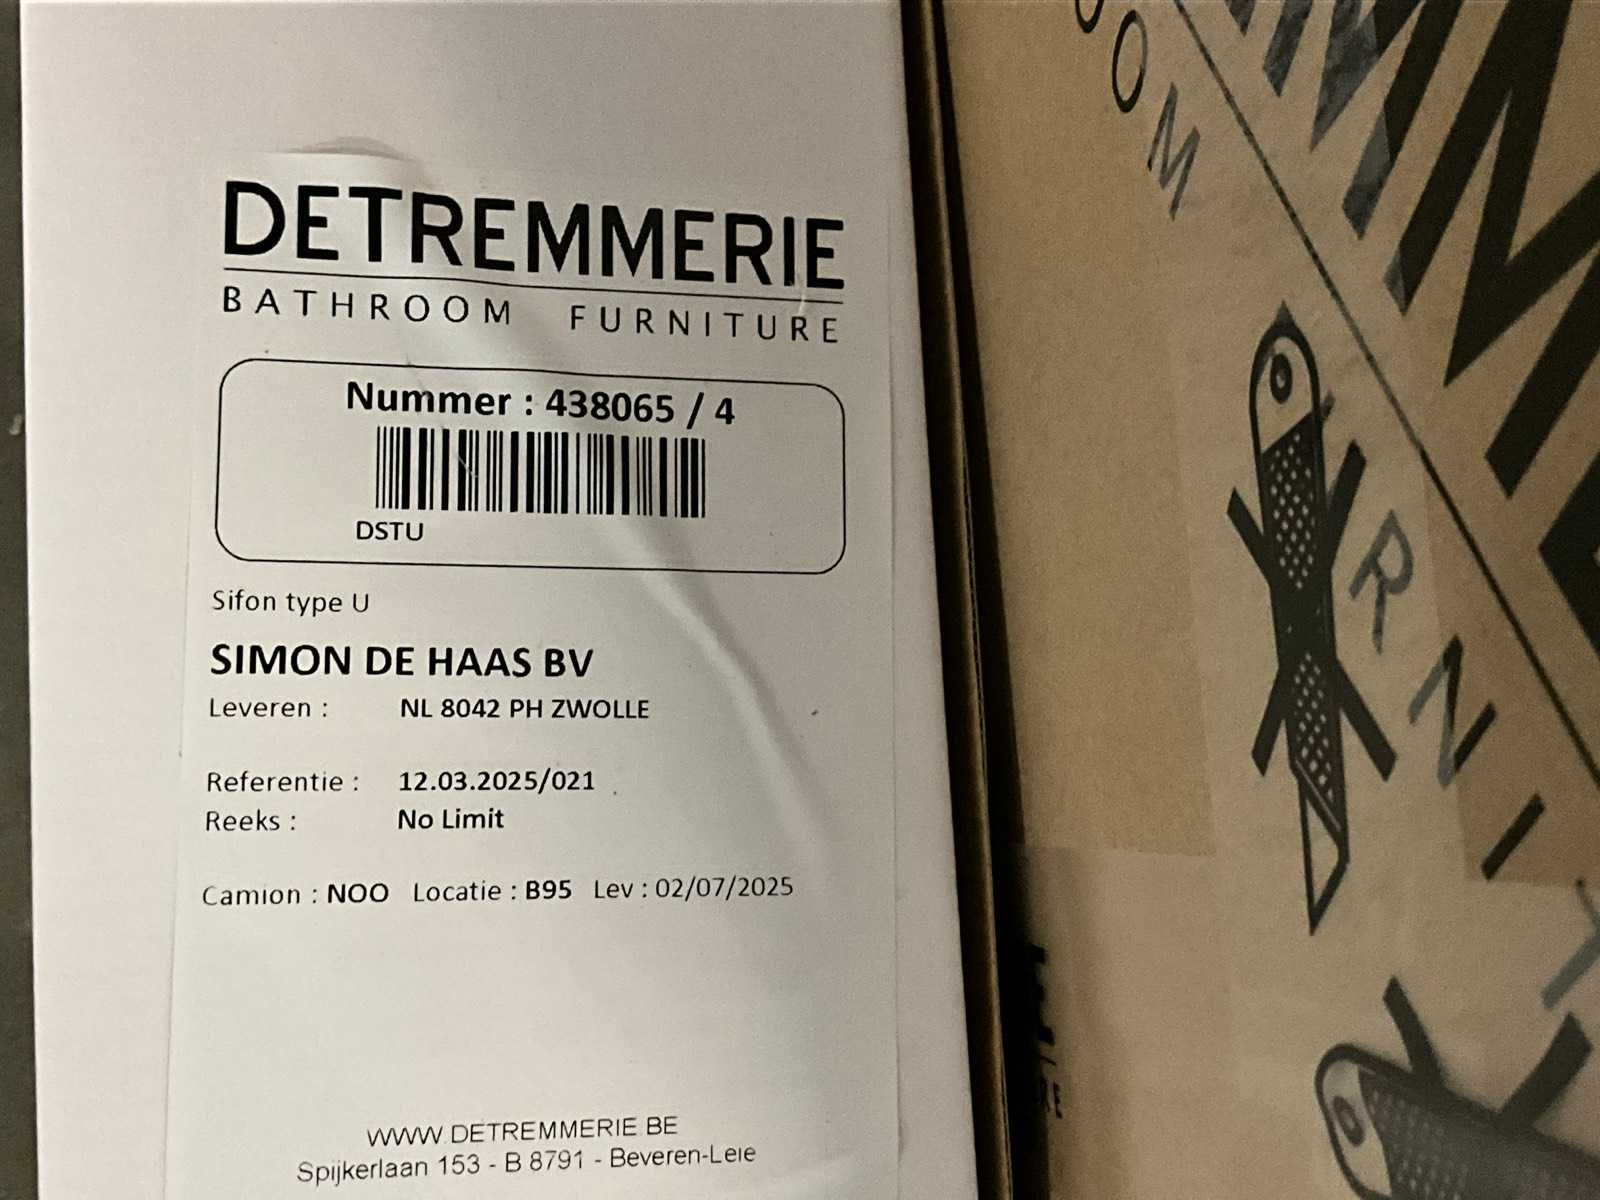 DETREMMERIE
BATHROOM FURNITURE
Nummer : 438065 / 4
DSTU
Sifon type U
SIMON DE HAAS BV
Leveren : NL 8042 PH ZWOLLE
Referentie : 12.03.2025/021
Reeks : No Limit
Camion : NOO Locatie : B95 Lev : 02/07/2025
WWW.DETREMMERIE.BE
Spijkerlaan 153 - B 8791 - Beveren-Leie